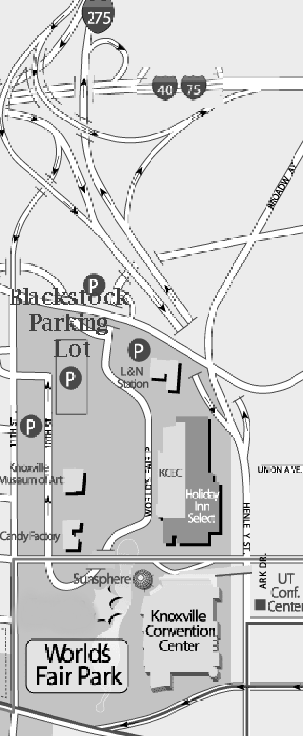 275
40 75
BROADWAY
P
Blackstock
Parking
Lot
P
L&N
Station
P
P
11TH ST
Knoxville
Museum of Art
KCEC
Holiday
Inn
Select
UNION AVE.
Candy Factory
HENLEY ST
Sunsphere
ARK DR.
UT
Conf.
Center
Knoxville
Convention
Center
World's
Fair Park